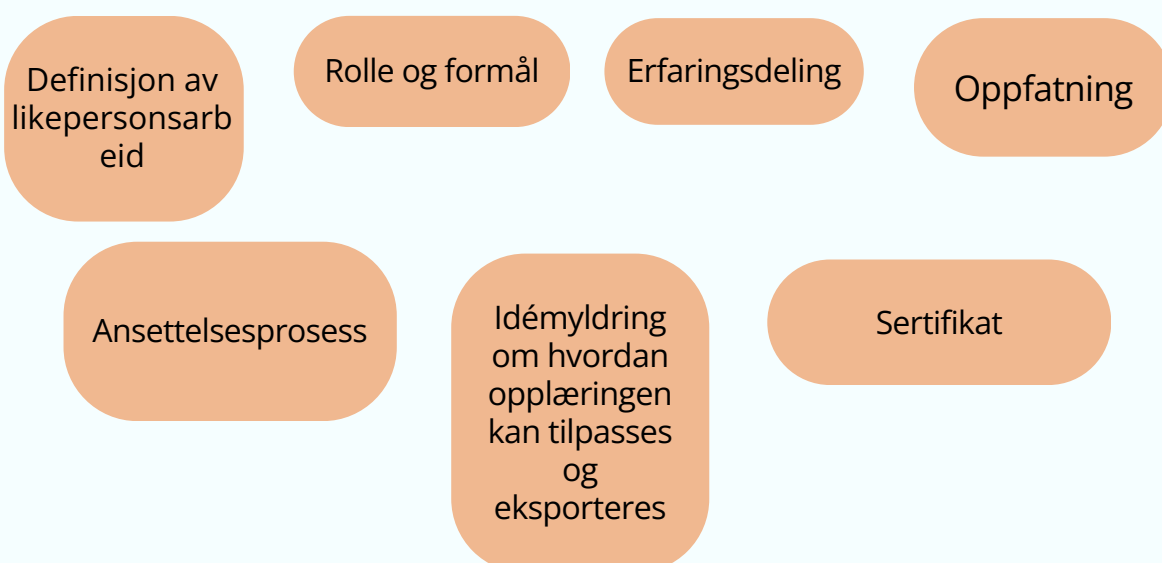 Definisjon av
likepersonsarb
eid
Rolle og formål
Erfaringsdeling
Oppfatning
Ansettelsesprosess
Idémyldring
om hvordan
opplæringen
kan tilpasses
og
eksporteres
Sertifikat